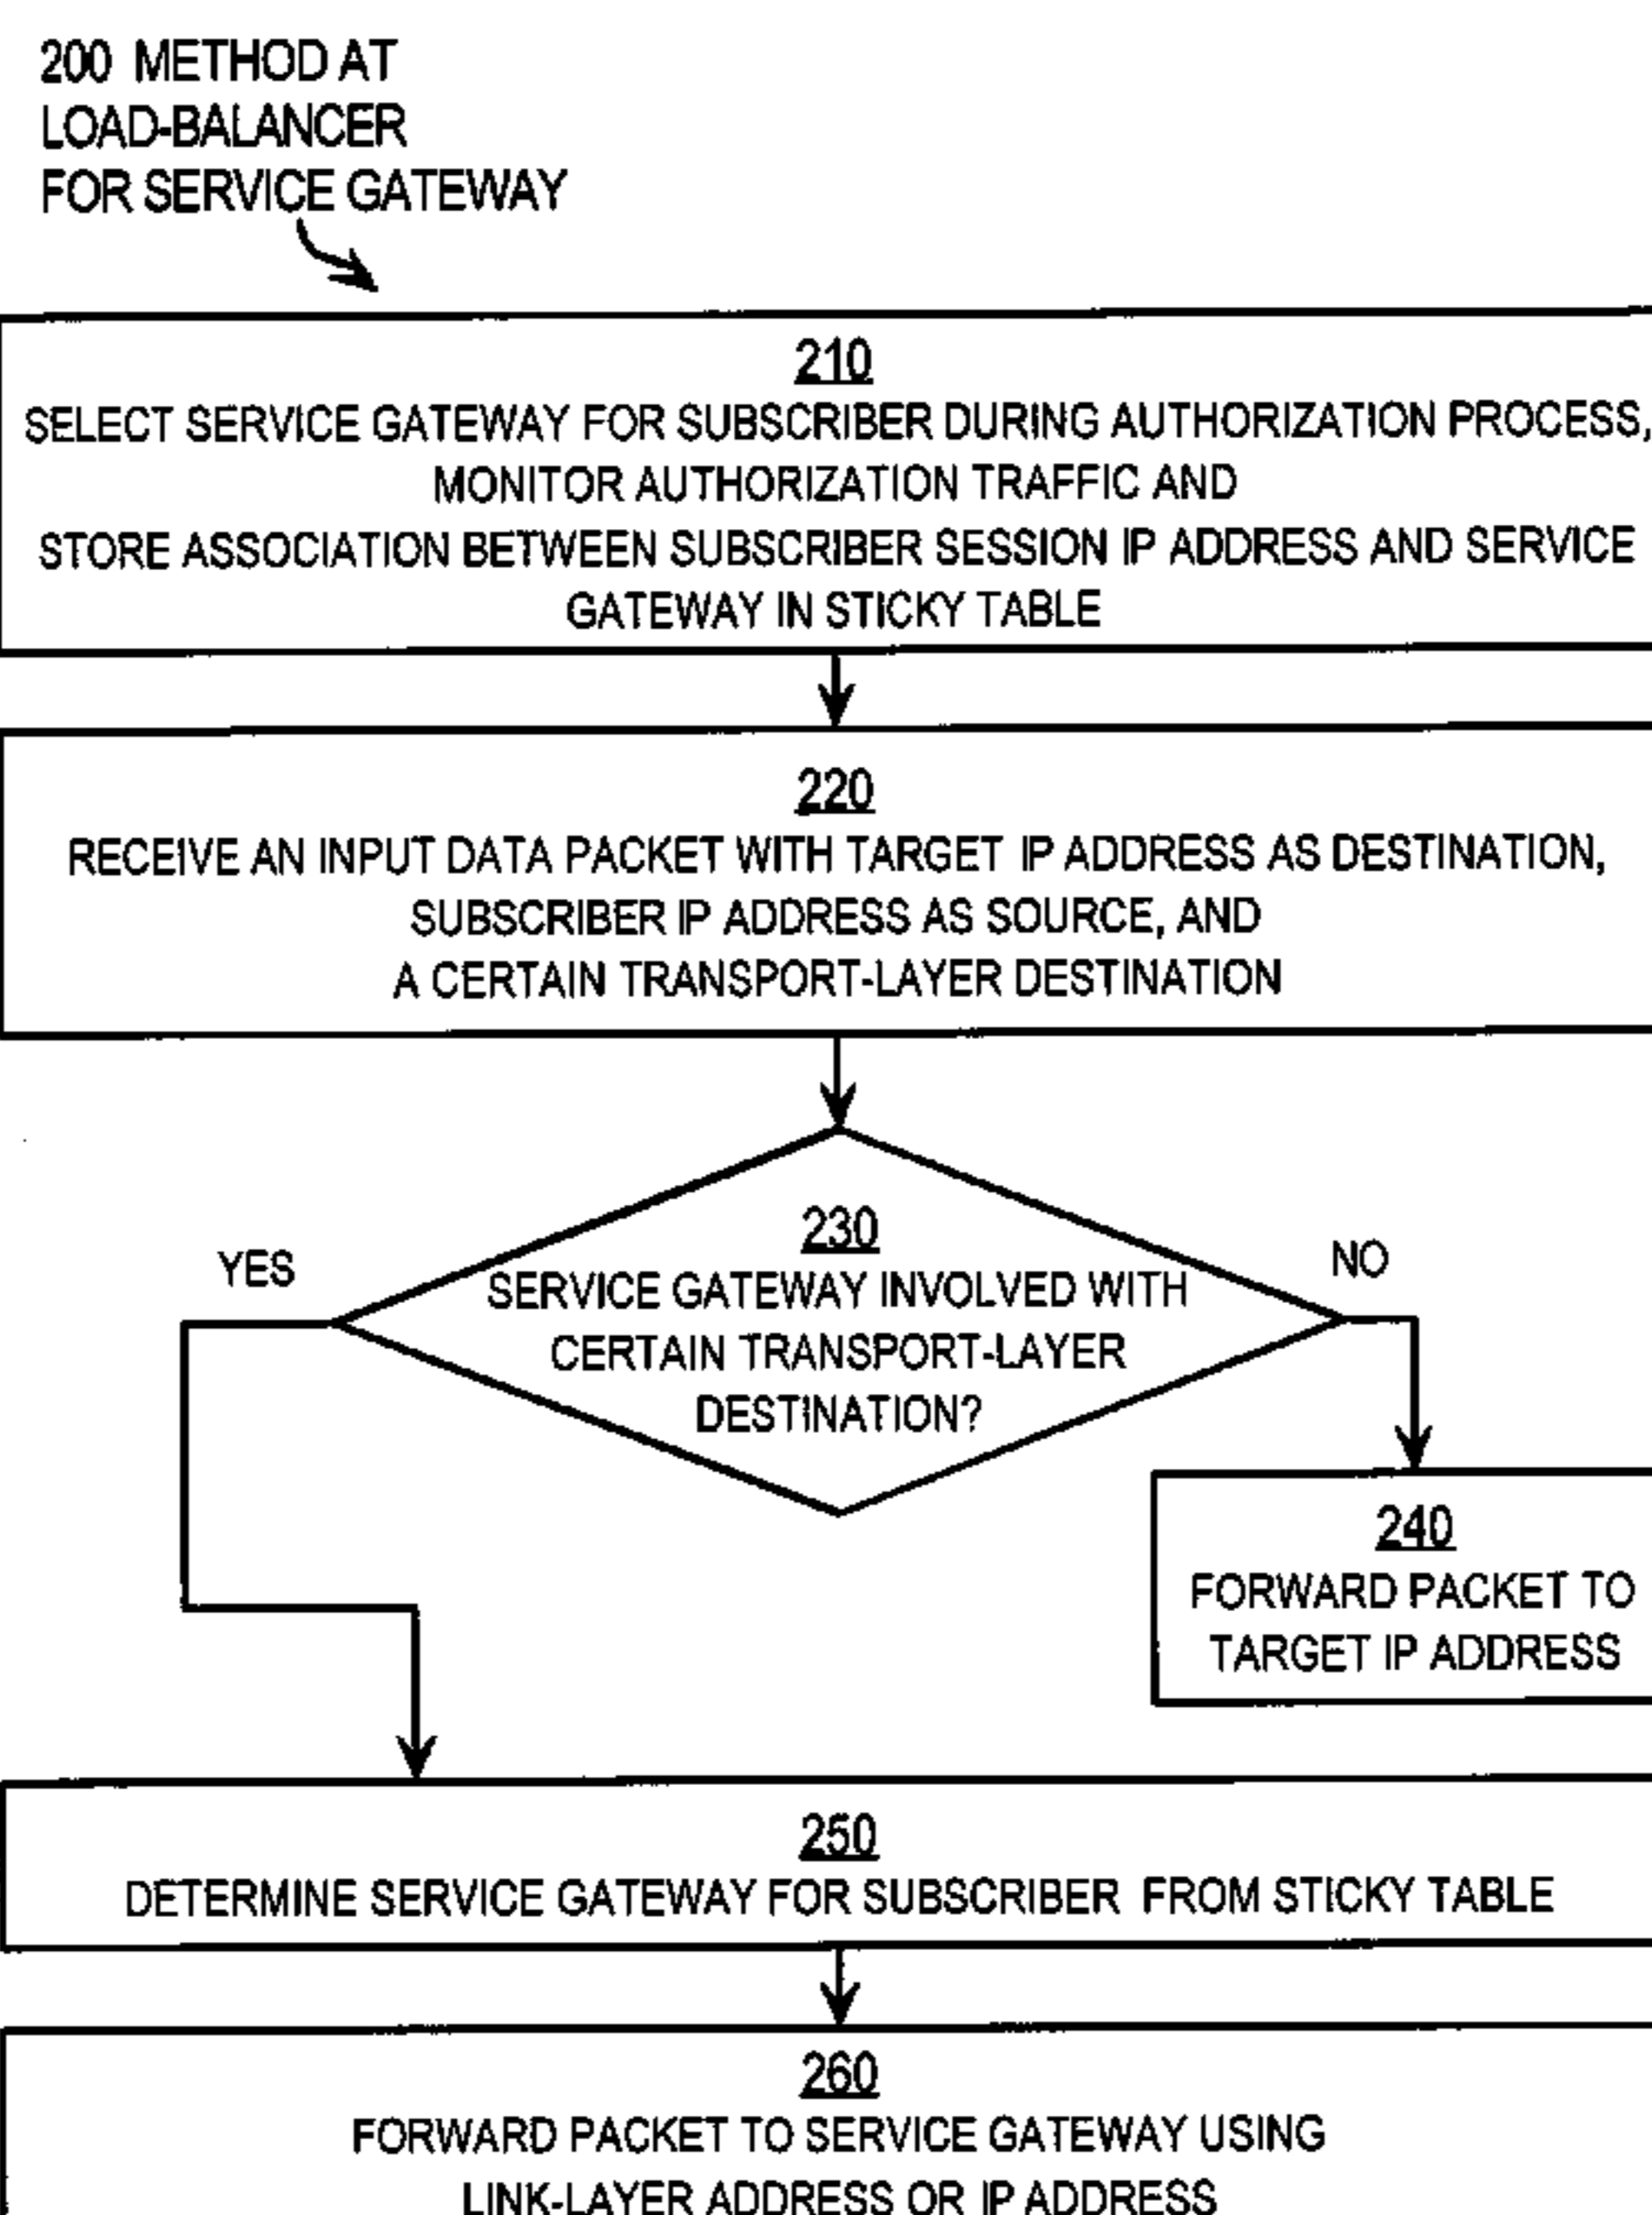 200 METHOD AT
LOAD-BALANCER
FOR SERVICE GATEWAY
210
SELECT SERVICE GATEWAY FOR SUBSCRIBER DURING AUTHORIZATION PROCESS,
MONITOR AUTHORIZATION TRAFFIC AND
STORE ASSOCIATION BETWEEN SUBSCRIBER SESSION IP ADDRESS AND SERVICE
GATEWAY IN STICKY TABLE
220
RECEIVE AN INPUT DATA PACKET WITH TARGET IP ADDRESS AS DESTINATION,
SUBSCRIBER IP ADDRESS AS SOURCE, AND
A CERTAIN TRANSPORT-LAYER DESTINATION
230
SERVICE GATEWAY INVOLVED WITH
CERTAIN TRANSPORT-LAYER
DESTINATION?
YES
NO
240
FORWARD PACKET TO
TARGET IP ADDRESS
250
DETERMINE SERVICE GATEWAY FOR SUBSCRIBER FROM STICKY TABLE
260
FORWARD PACKET TO SERVICE GATEWAY USING
LINK-LAYER ADDRESS OR IP ADDRESS